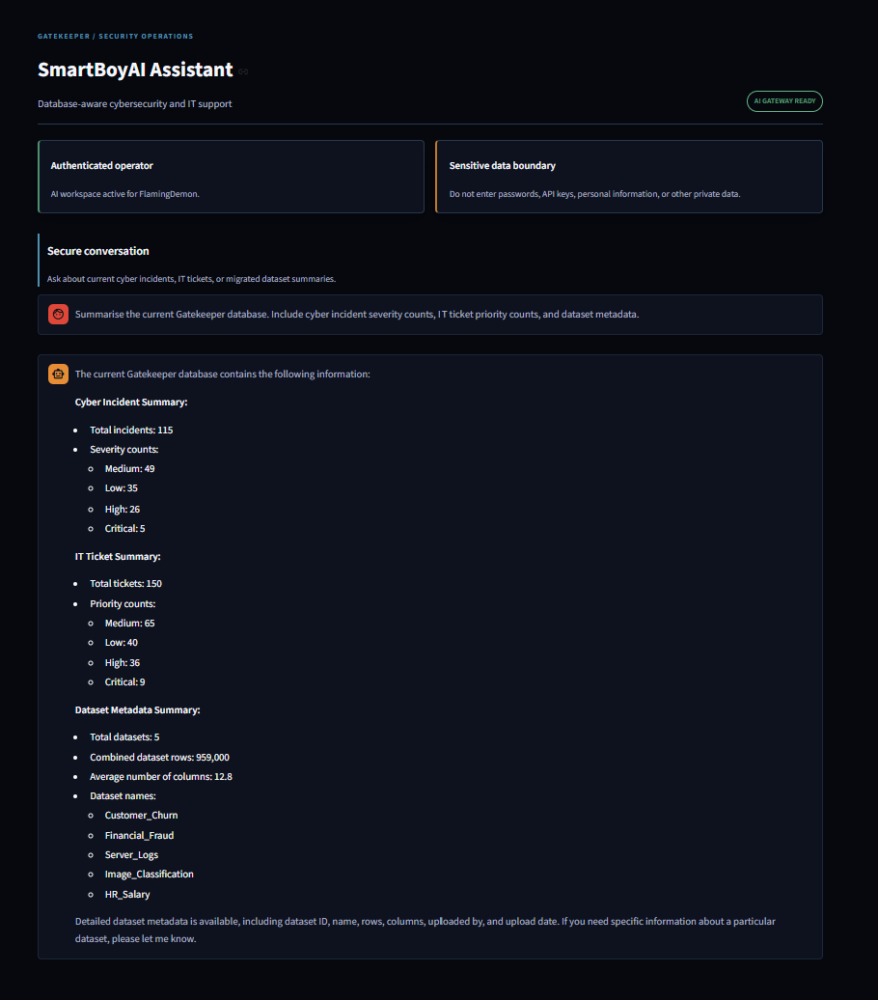 GATEKEEPER / SECURITY OPERATIONS
SmartBoyAI Assistant
Database-aware cybersecurity and IT support
AI GATEWAY READY
Authenticated operator
AI workspace active for FlamingDemon.
Sensitive data boundary
Do not enter passwords, API keys, personal information, or other private data.
Secure conversation
Ask about current cyber incidents, IT tickets, or migrated dataset summaries.
Summarise the current Gatekeeper database. Include cyber incident severity counts, IT ticket priority counts, and dataset metadata.
The current Gatekeeper database contains the following information:
Cyber Incident Summary:
Total incidents: 115
Severity counts:
Medium: 49
Low: 35
High: 26
Critical: 5
IT Ticket Summary:
Total tickets: 150
Priority counts:
Medium: 65
Low: 40
High: 36
Critical: 9
Dataset Metadata Summary:
Total datasets: 5
Combined dataset rows: 959,000
Average number of columns: 12.8
Dataset names:
Customer_Churn
Financial_Fraud
Server_Logs
Image_Classification
HR_Salary
Detailed dataset metadata is available, including dataset ID, name, rows, columns, uploaded by, and upload date. If you need specific information about a particular
dataset, please let me know.